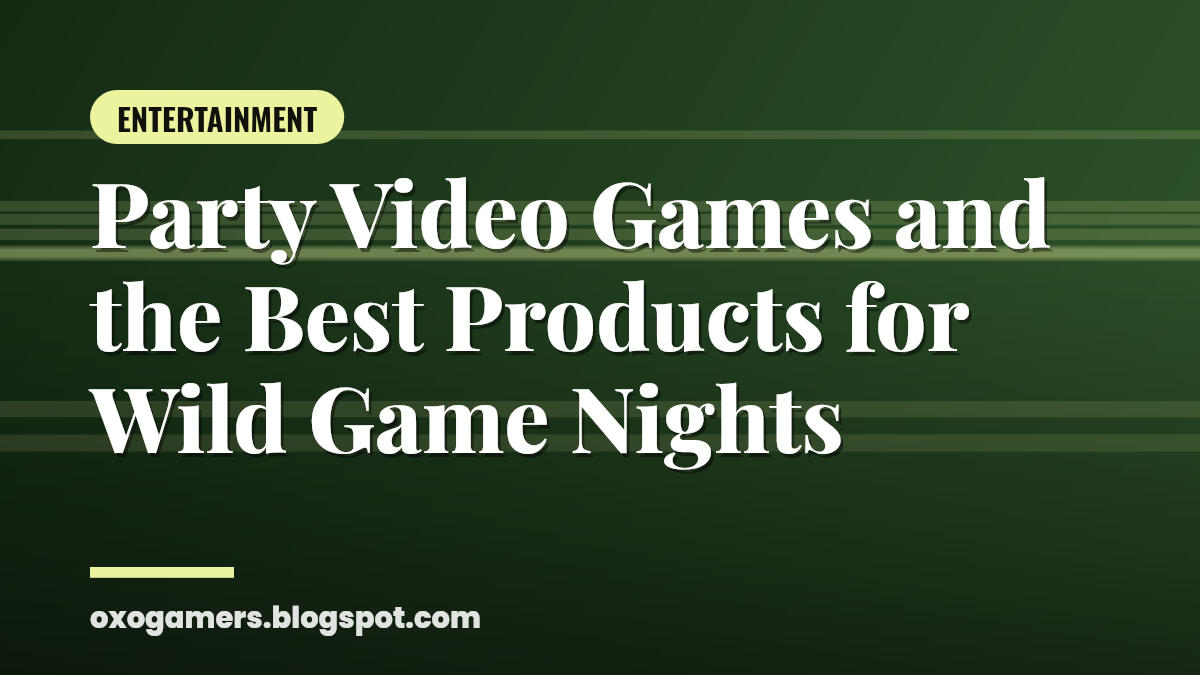 ENTERTAINMENT
Party Video Games and
the Best Products for
Wild Game Nights
oxogamers.blogspot.com